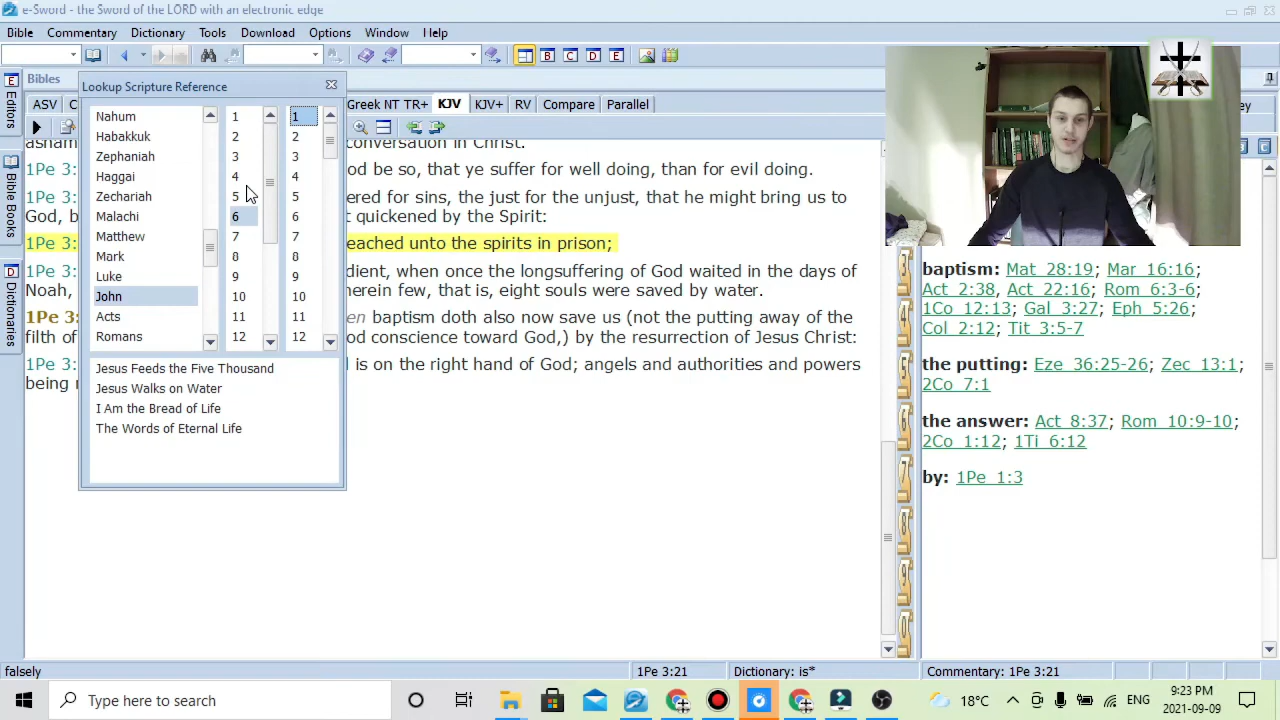 e-Sword - the Sword of the LORD with an electronic edge
Bible Commentary Dictionary Tools Download Options Window Help
B C D E
Bibles
Lookup Scripture Reference
ASV C Greek NT TR+ KJV KJV+ RV Compare Parallel
Editors
Bible Books
Dictionaries
Nahum
Habakkuk
Zephaniah
Haggai
Zechariah
Malachi
Matthew
Mark
Luke
John
Acts
Romans
1 1
2 2
3 3
4 4
5 5
6 6
7 7
8 8
9 9
10 10
11 11
12 12
Jesus Feeds the Five Thousand
Jesus Walks on Water
I Am the Bread of Life
The Words of Eternal Life
conversation in Christ.
1Pe 3: od be so, that ye suffer for well doing, than for evil doing.
1Pe 3: ered for sins, the just for the unjust, that he might bring us to
God, b t quickened by the Spirit:
1Pe 3: eached unto the spirits in prison;
1Pe 3: dient, when once the longsuffering of God waited in the days of
Noah, herein few, that is, eight souls were saved by water.
1Pe 3: en baptism doth also now save us (not the putting away of the
filth of od conscience toward God,) by the resurrection of Jesus Christ:
1Pe 3: d is on the right hand of God; angels and authorities and powers
being
baptism: Mat 28:19; Mar 16:16;
Act 2:38, Act 22:16; Rom 6:3-6;
1Co 12:13; Gal 3:27; Eph 5:26;
Col 2:12; Tit 3:5-7
the putting: Eze 36:25-26; Zec 13:1;
2Co 7:1
the answer: Act 8:37; Rom 10:9-10;
2Co 1:12; 1Ti 6:12
by: 1Pe 1:3
3
4
5
6
7
8
9
0
falsely 1Pe 3:21 Dictionary: is* Commentary: 1Pe 3:21
Type here to search
18°C ENG 9:23 PM
2021-09-09